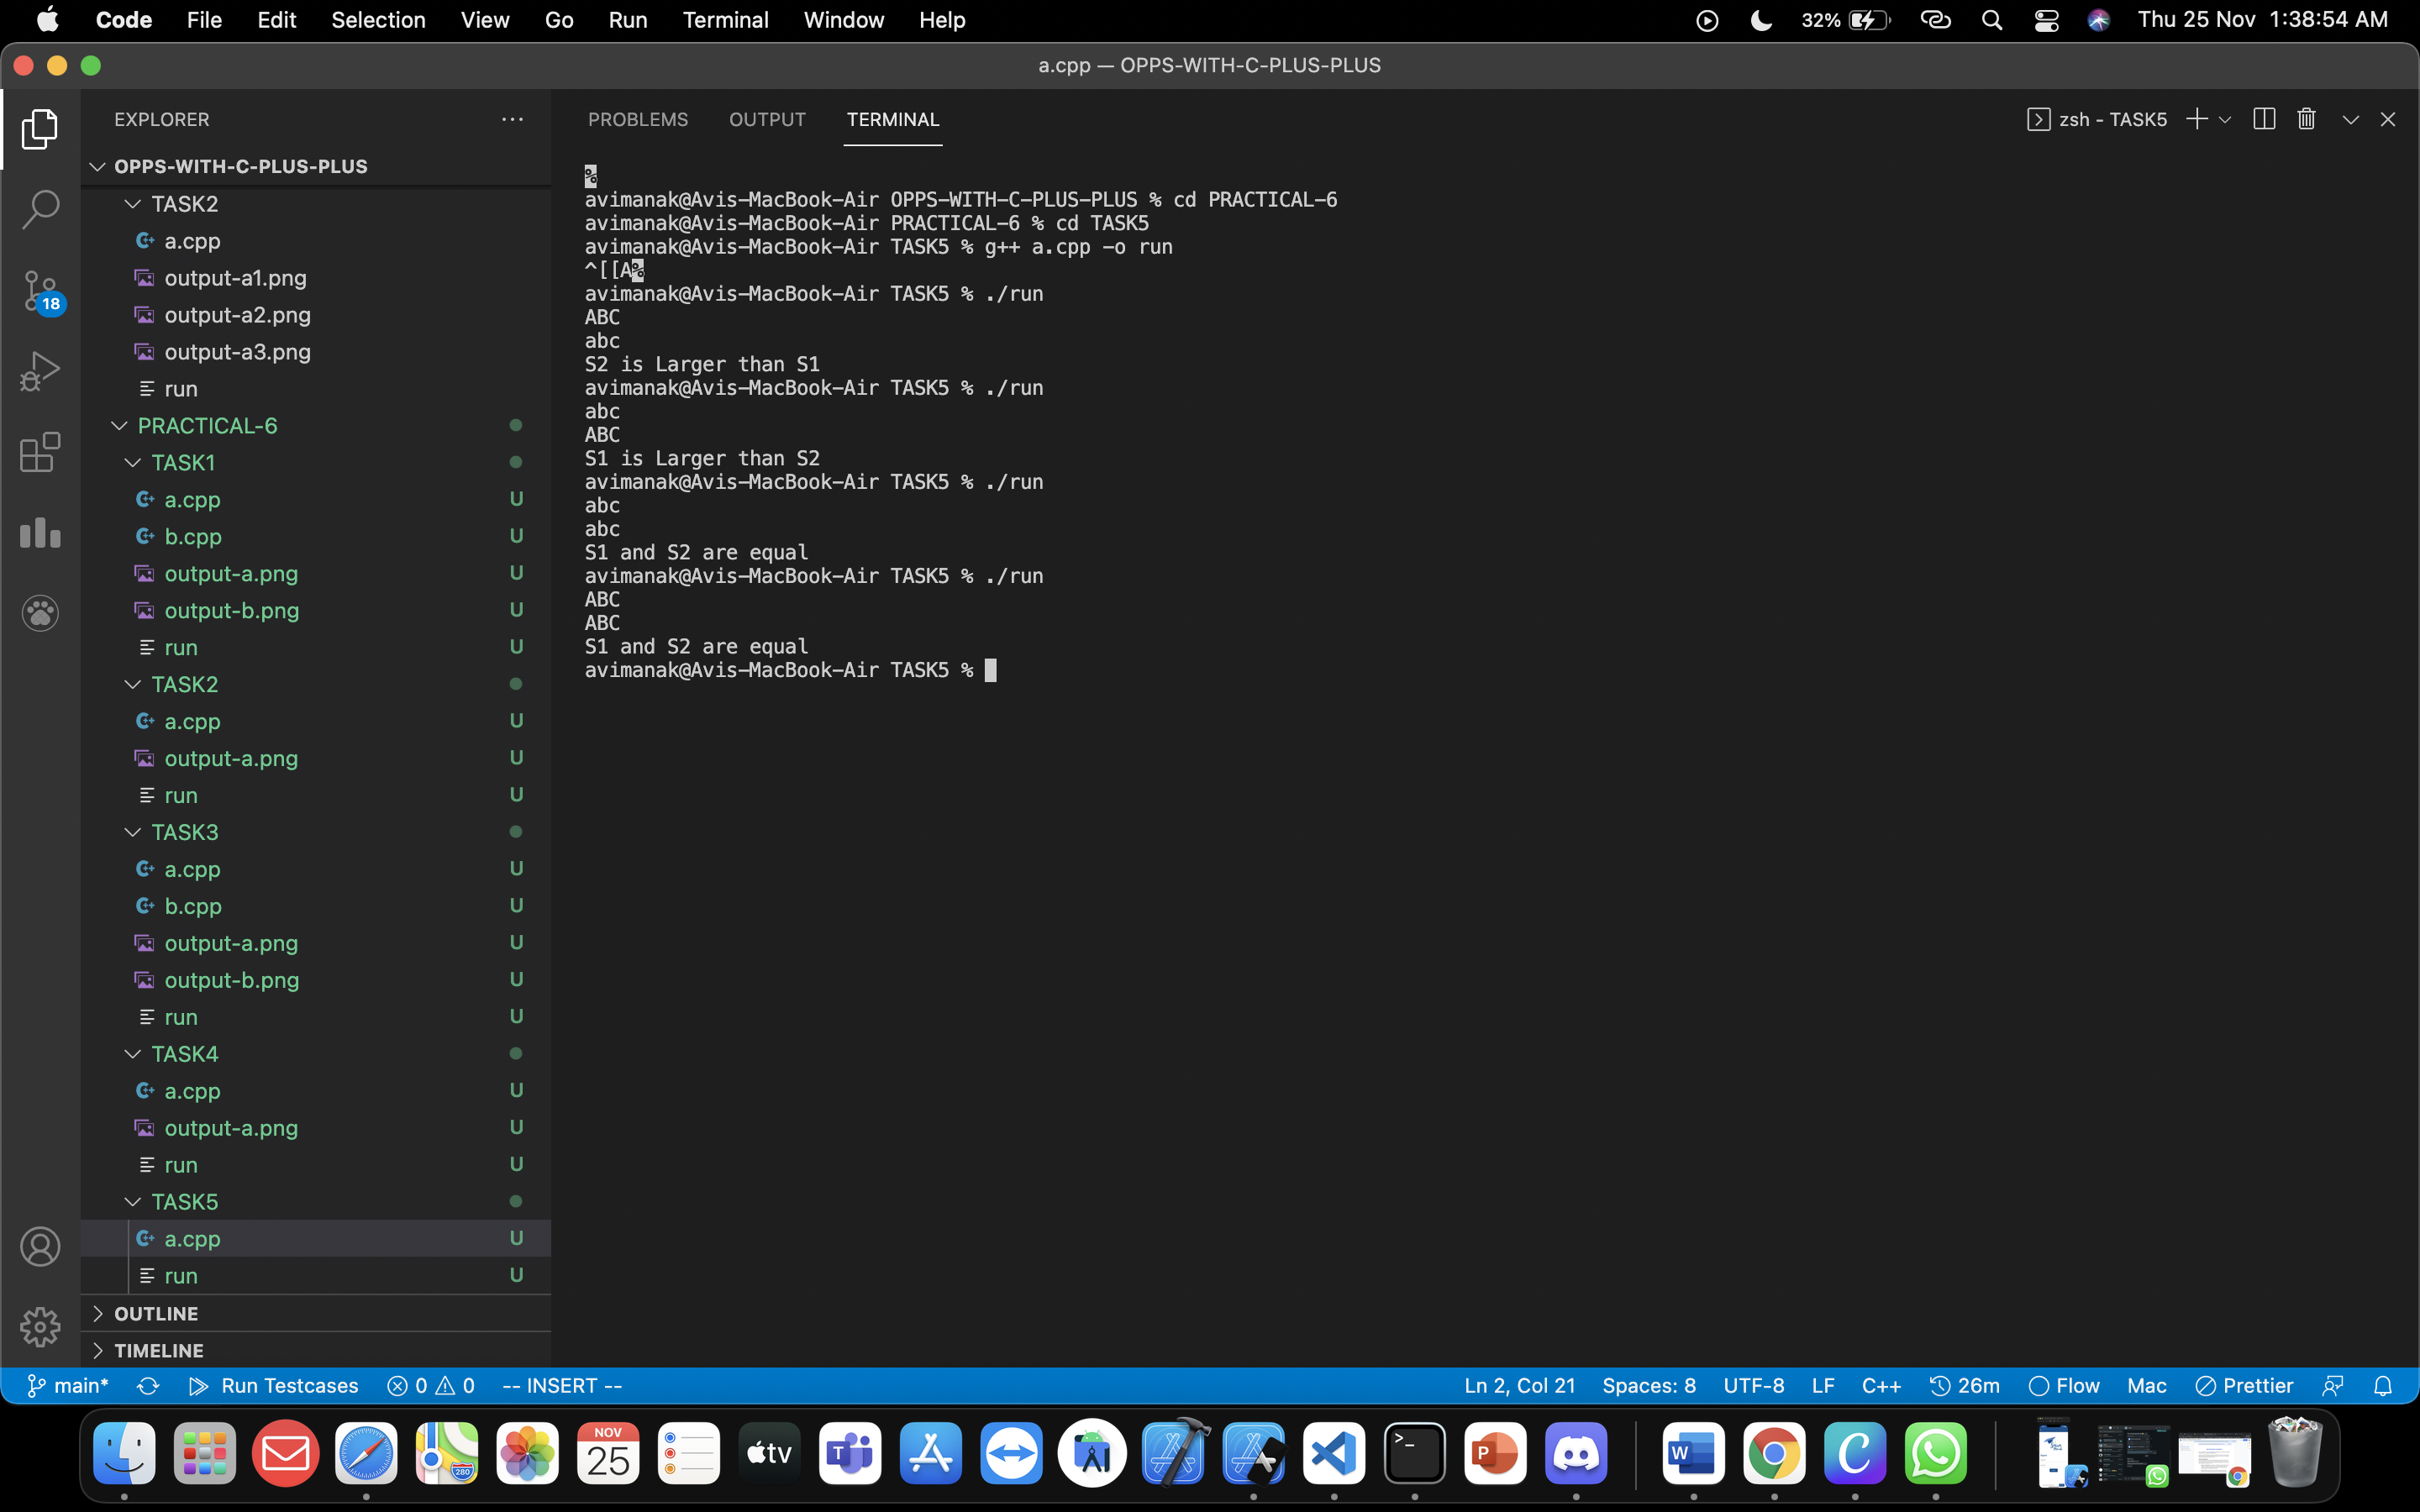 Code File Edit Selection View Go Run Terminal Window Help 32% Thu 25 Nov 1:38:54 AM
a.cpp — OPPS-WITH-C-PLUS-PLUS
EXPLORER ···
OPPS-WITH-C-PLUS-PLUS
TASK2
a.cpp
output-a1.png
output-a2.png
output-a3.png
run
PRACTICAL-6
TASK1
a.cpp U
b.cpp U
output-a.png U
output-b.png U
run U
TASK2
a.cpp U
output-a.png U
run U
TASK3
a.cpp U
b.cpp U
output-a.png U
output-b.png U
run U
TASK4
a.cpp U
output-a.png U
run U
TASK5
a.cpp U
run U
OUTLINE
TIMELINE
18
PROBLEMS OUTPUT TERMINAL zsh - TASK5
%
avimanak@Avis-MacBook-Air OPPS-WITH-C-PLUS-PLUS % cd PRACTICAL-6
avimanak@Avis-MacBook-Air PRACTICAL-6 % cd TASK5
avimanak@Avis-MacBook-Air TASK5 % g++ a.cpp -o run
^[[A%
avimanak@Avis-MacBook-Air TASK5 % ./run
ABC
abc
S2 is Larger than S1
avimanak@Avis-MacBook-Air TASK5 % ./run
abc
ABC
S1 is Larger than S2
avimanak@Avis-MacBook-Air TASK5 % ./run
abc
abc
S1 and S2 are equal
avimanak@Avis-MacBook-Air TASK5 % ./run
ABC
ABC
S1 and S2 are equal
avimanak@Avis-MacBook-Air TASK5 %
main* Run Testcases 0 0 -- INSERT -- Ln 2, Col 21 Spaces: 8 UTF-8 LF C++ 26m Flow Mac Prettier
280 NOV 25 tv T >_ P W